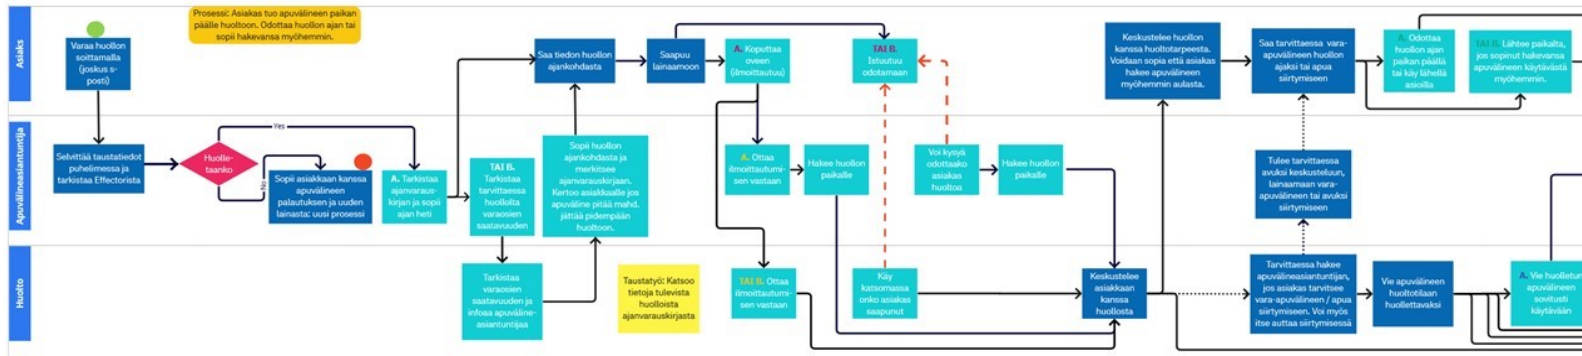 Asiaks
Apuvälineasiantuntija
Huolto
Prosessi: Asiakas tuo apuvälineen paikan
päälle huoltoon. Odottaa huollon ajan tai
sopii hakevansa myöhemmin.
Varaa huollon
soittamalla
(joskus s-
posti)
Saa tiedon huollon
ajankohdasta
Saapuu
lainaamoon
A. Koputtaa
oveen
(ilmoittautuu)
TAI B.
Istuutuu
odotamaan
Keskustelee huollon
kanssa huoltotarpeesta.
Voidaan sopia että asiakas
hakee apuvälineen
myöhemmin aulasta.
Saa tarvittaessa vara-
apuvälineen huollon
ajaksi tai apua
siirtymiseen
A. Odottaa
huollon ajan
paikan päällä
tai käy lähellä
asioilla
TAI B. Lähtee paikalta,
jos sopinut hakevansa
apuvälineen käytävästä
myöhemmin.
Selvittää taustatiedot
puhelimessa ja
tarkistaa Effectorista
Huolle-
taanko
Yes
No
Sopii asiakkaan kanssa
apuvälineen
palautuksen ja uuden
lainasta: uusi prosessi
A. Tarkistaa
ajanvaraus-
kirjan ja sopii
ajan heti
TAI B.
Tarkistaa
tarvittaessa
huollolta
varaosien
saatavuuden
Sopii huollon
ajankohdasta ja
merkitsee
ajanvarauskirjaan.
Kertoo asiakkaalle jos
apuväline pitää mahd.
jättää pidempään
huoltoon.
A. Ottaa
ilmoittautumi-
sen vastaan
Hakee huollon
paikalle
Voi kysyä
odottaako
asiakas
huoltoa
Hakee huollon
paikalle
Tulee tarvittaessa
avuksi keskusteluun,
lainaamaan vara-
apuvälineen tai avuksi
siirtymiseen
Tarkistaa
varaosien
saatavuuden ja
infoaa apuväline-
asiantuntijaa
Taustatyö: Katsoo
tietoja tulevista
huolloista
ajanvarauskirjasta
TAI B. Ottaa
ilmoittautumi-
sen vastaan
Käy
katsomassa
onko asiakas
saapunut
Keskustelee
asiakkaan
kanssa
huollosta
Tarvittaessa hakee
apuvälineasiantuntijan,
jos asiakas tarvitsee
vara-apuvälineen / apua
siirtymiseen. Voi myös
itse auttaa siirtymisessä
Vie apuvälineen
huoltotilaan
huollettavaksi
A. Vie huolletun
apuvälineen
sovitusti
käytävään